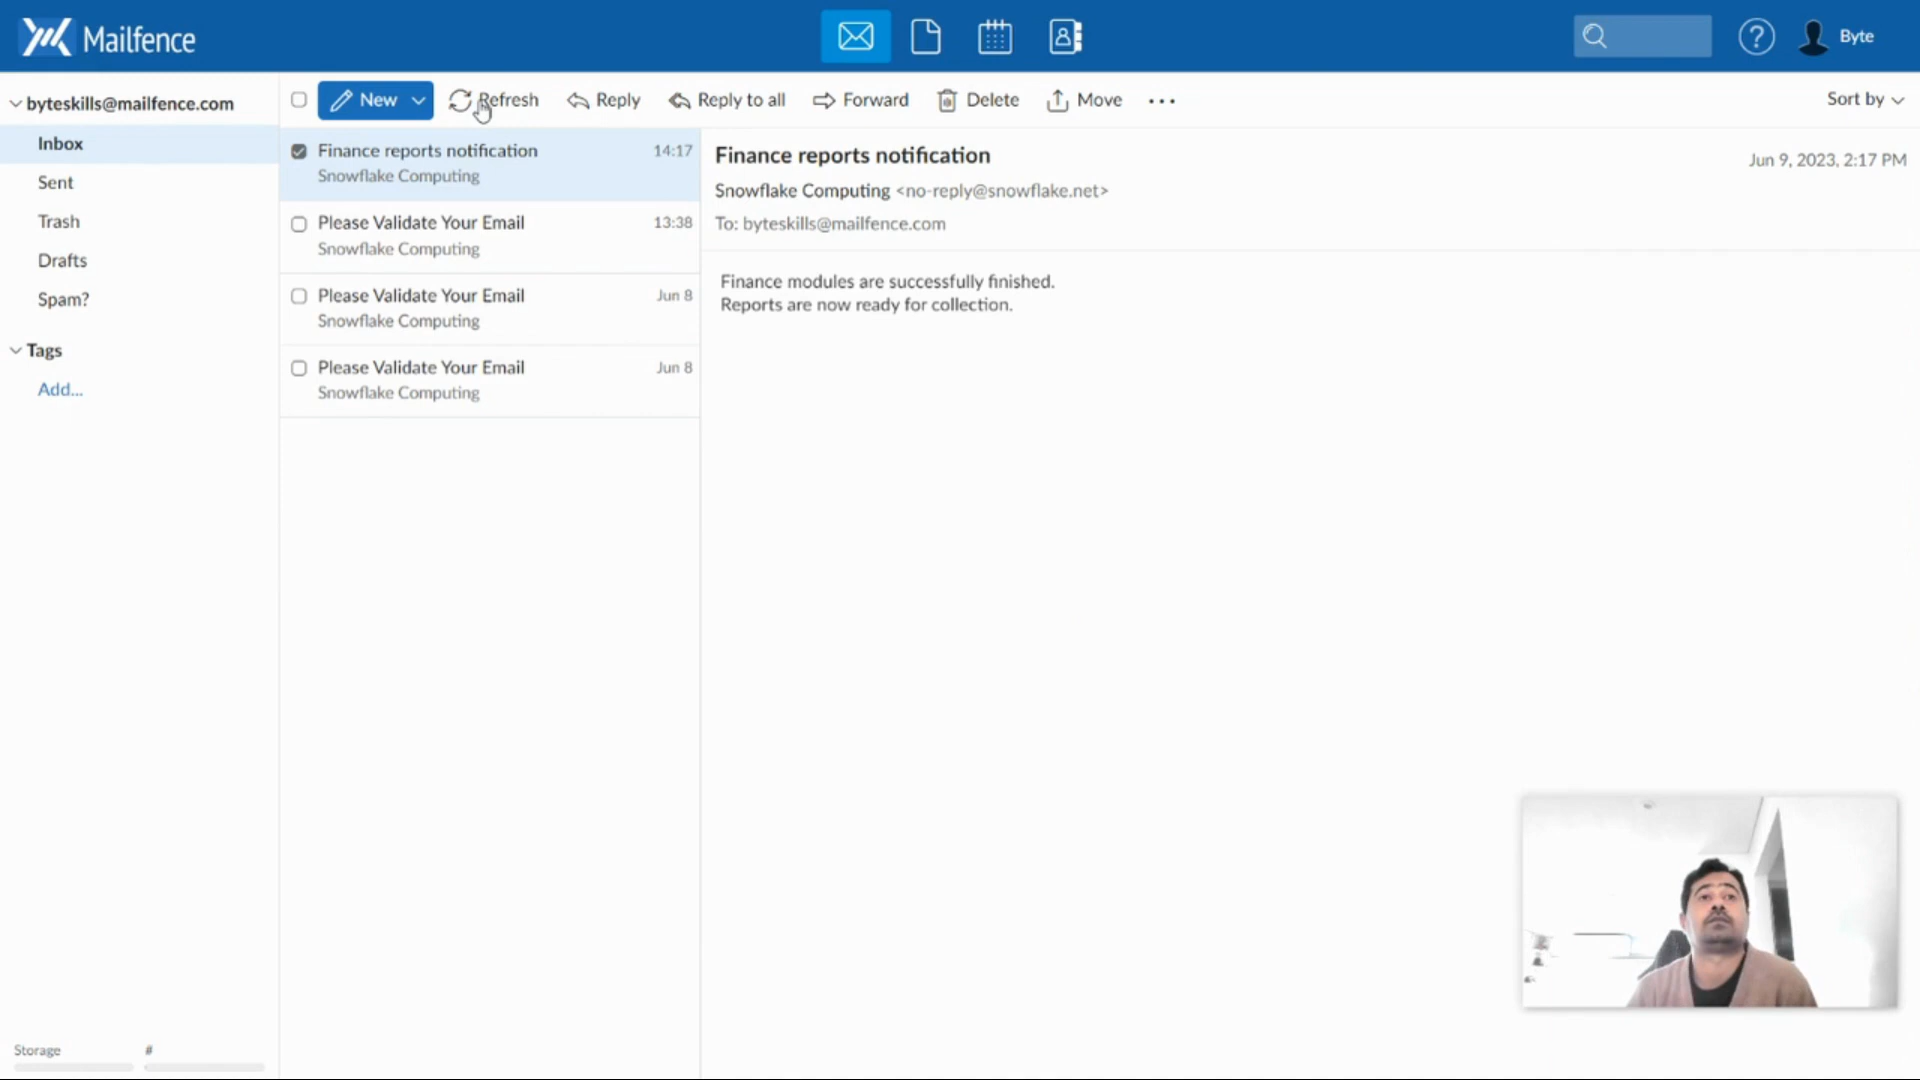 Mailfence
Byte
byteskills@mailfence.com
Inbox
Sent
Trash
Drafts
Spam?
Tags
Add...
Storage
#
New
Refresh
Reply
Reply to all
Forward
Delete
Move
...
Sort by
Finance reports notification 14:17
Snowflake Computing
Please Validate Your Email 13:38
Snowflake Computing
Please Validate Your Email Jun 8
Snowflake Computing
Please Validate Your Email Jun 8
Snowflake Computing
Finance reports notification
Jun 9, 2023, 2:17 PM
Snowflake Computing <no-reply@snowflake.net>
To: byteskills@mailfence.com
Finance modules are successfully finished.
Reports are now ready for collection.